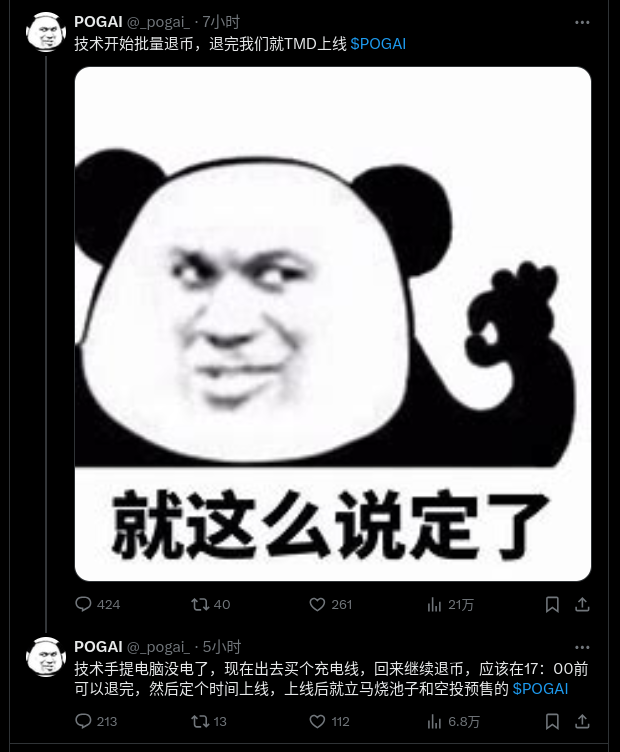 POGAI @_pogai_ · 7小时
技术开始批量退币，退完我们就TMD上线 $POGAI
就这么说定了
424 40 261 21万
POGAI @_pogai_ · 5小时
技术手提电脑没电了，现在出去买个充电线，回来继续退币，应该在17：00前
可以退完，然后定个时间上线，上线后就立马烧池子和空投预售的 $POGAI
213 13 112 6.8万